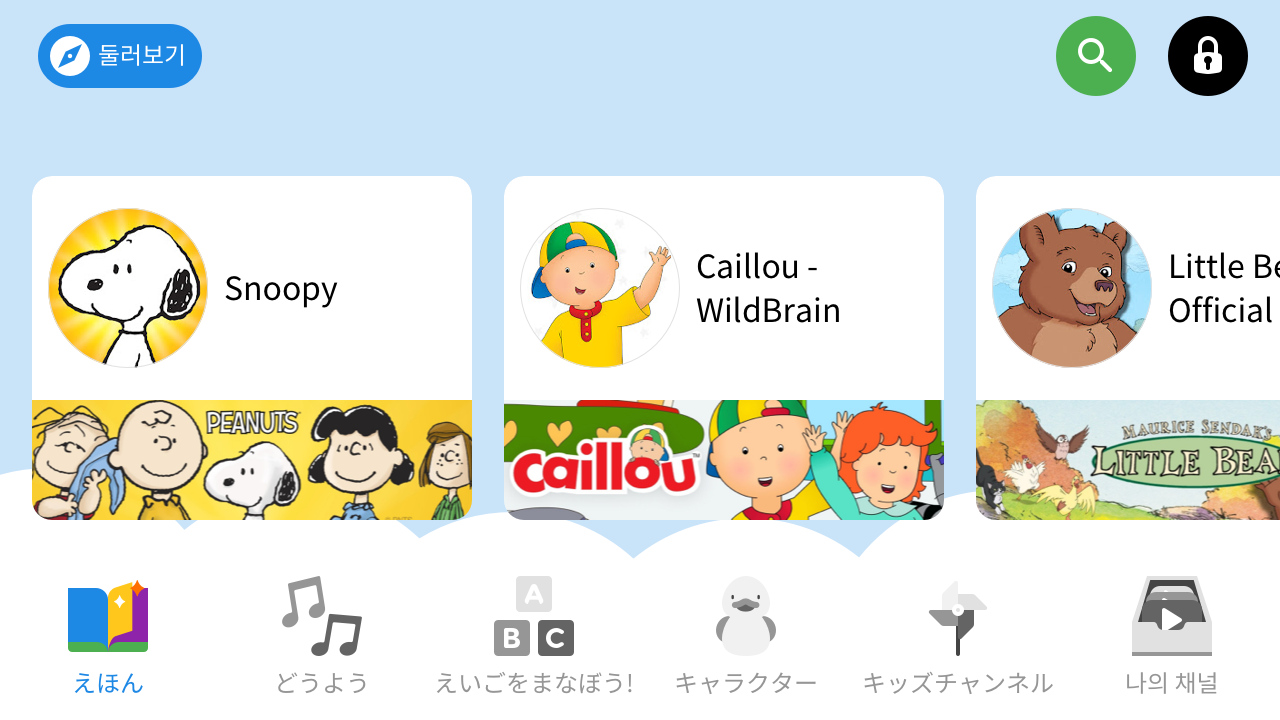 둘러보기
Snoopy
Caillou -
WildBrain
Little Be
Official
PEANUTS
caillou
MAURICE SENDAK'S
LITTLE BEA
A
B C
えほん
どうよう
えいごをまなぼう!
キャラクター
キッズチャンネル
나의 채널